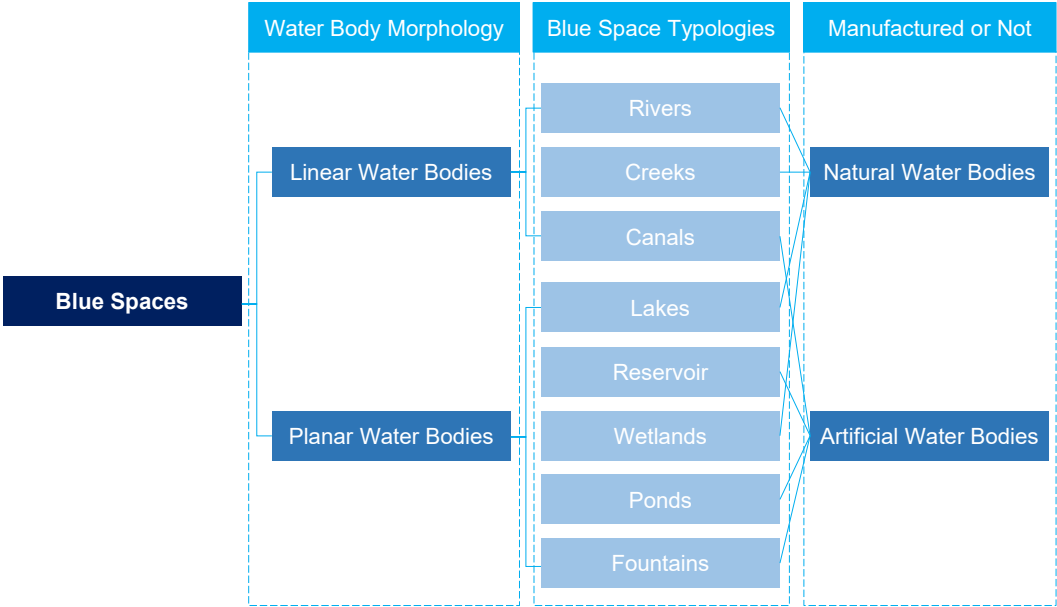 Water Body Morphology
Blue Space Typologies
Manufactured or Not
Rivers
Linear Water Bodies
Creeks
Natural Water Bodies
Canals
Blue Spaces
Lakes
Reservoir
Planar Water Bodies
Wetlands
Artificial Water Bodies
Ponds
Fountains